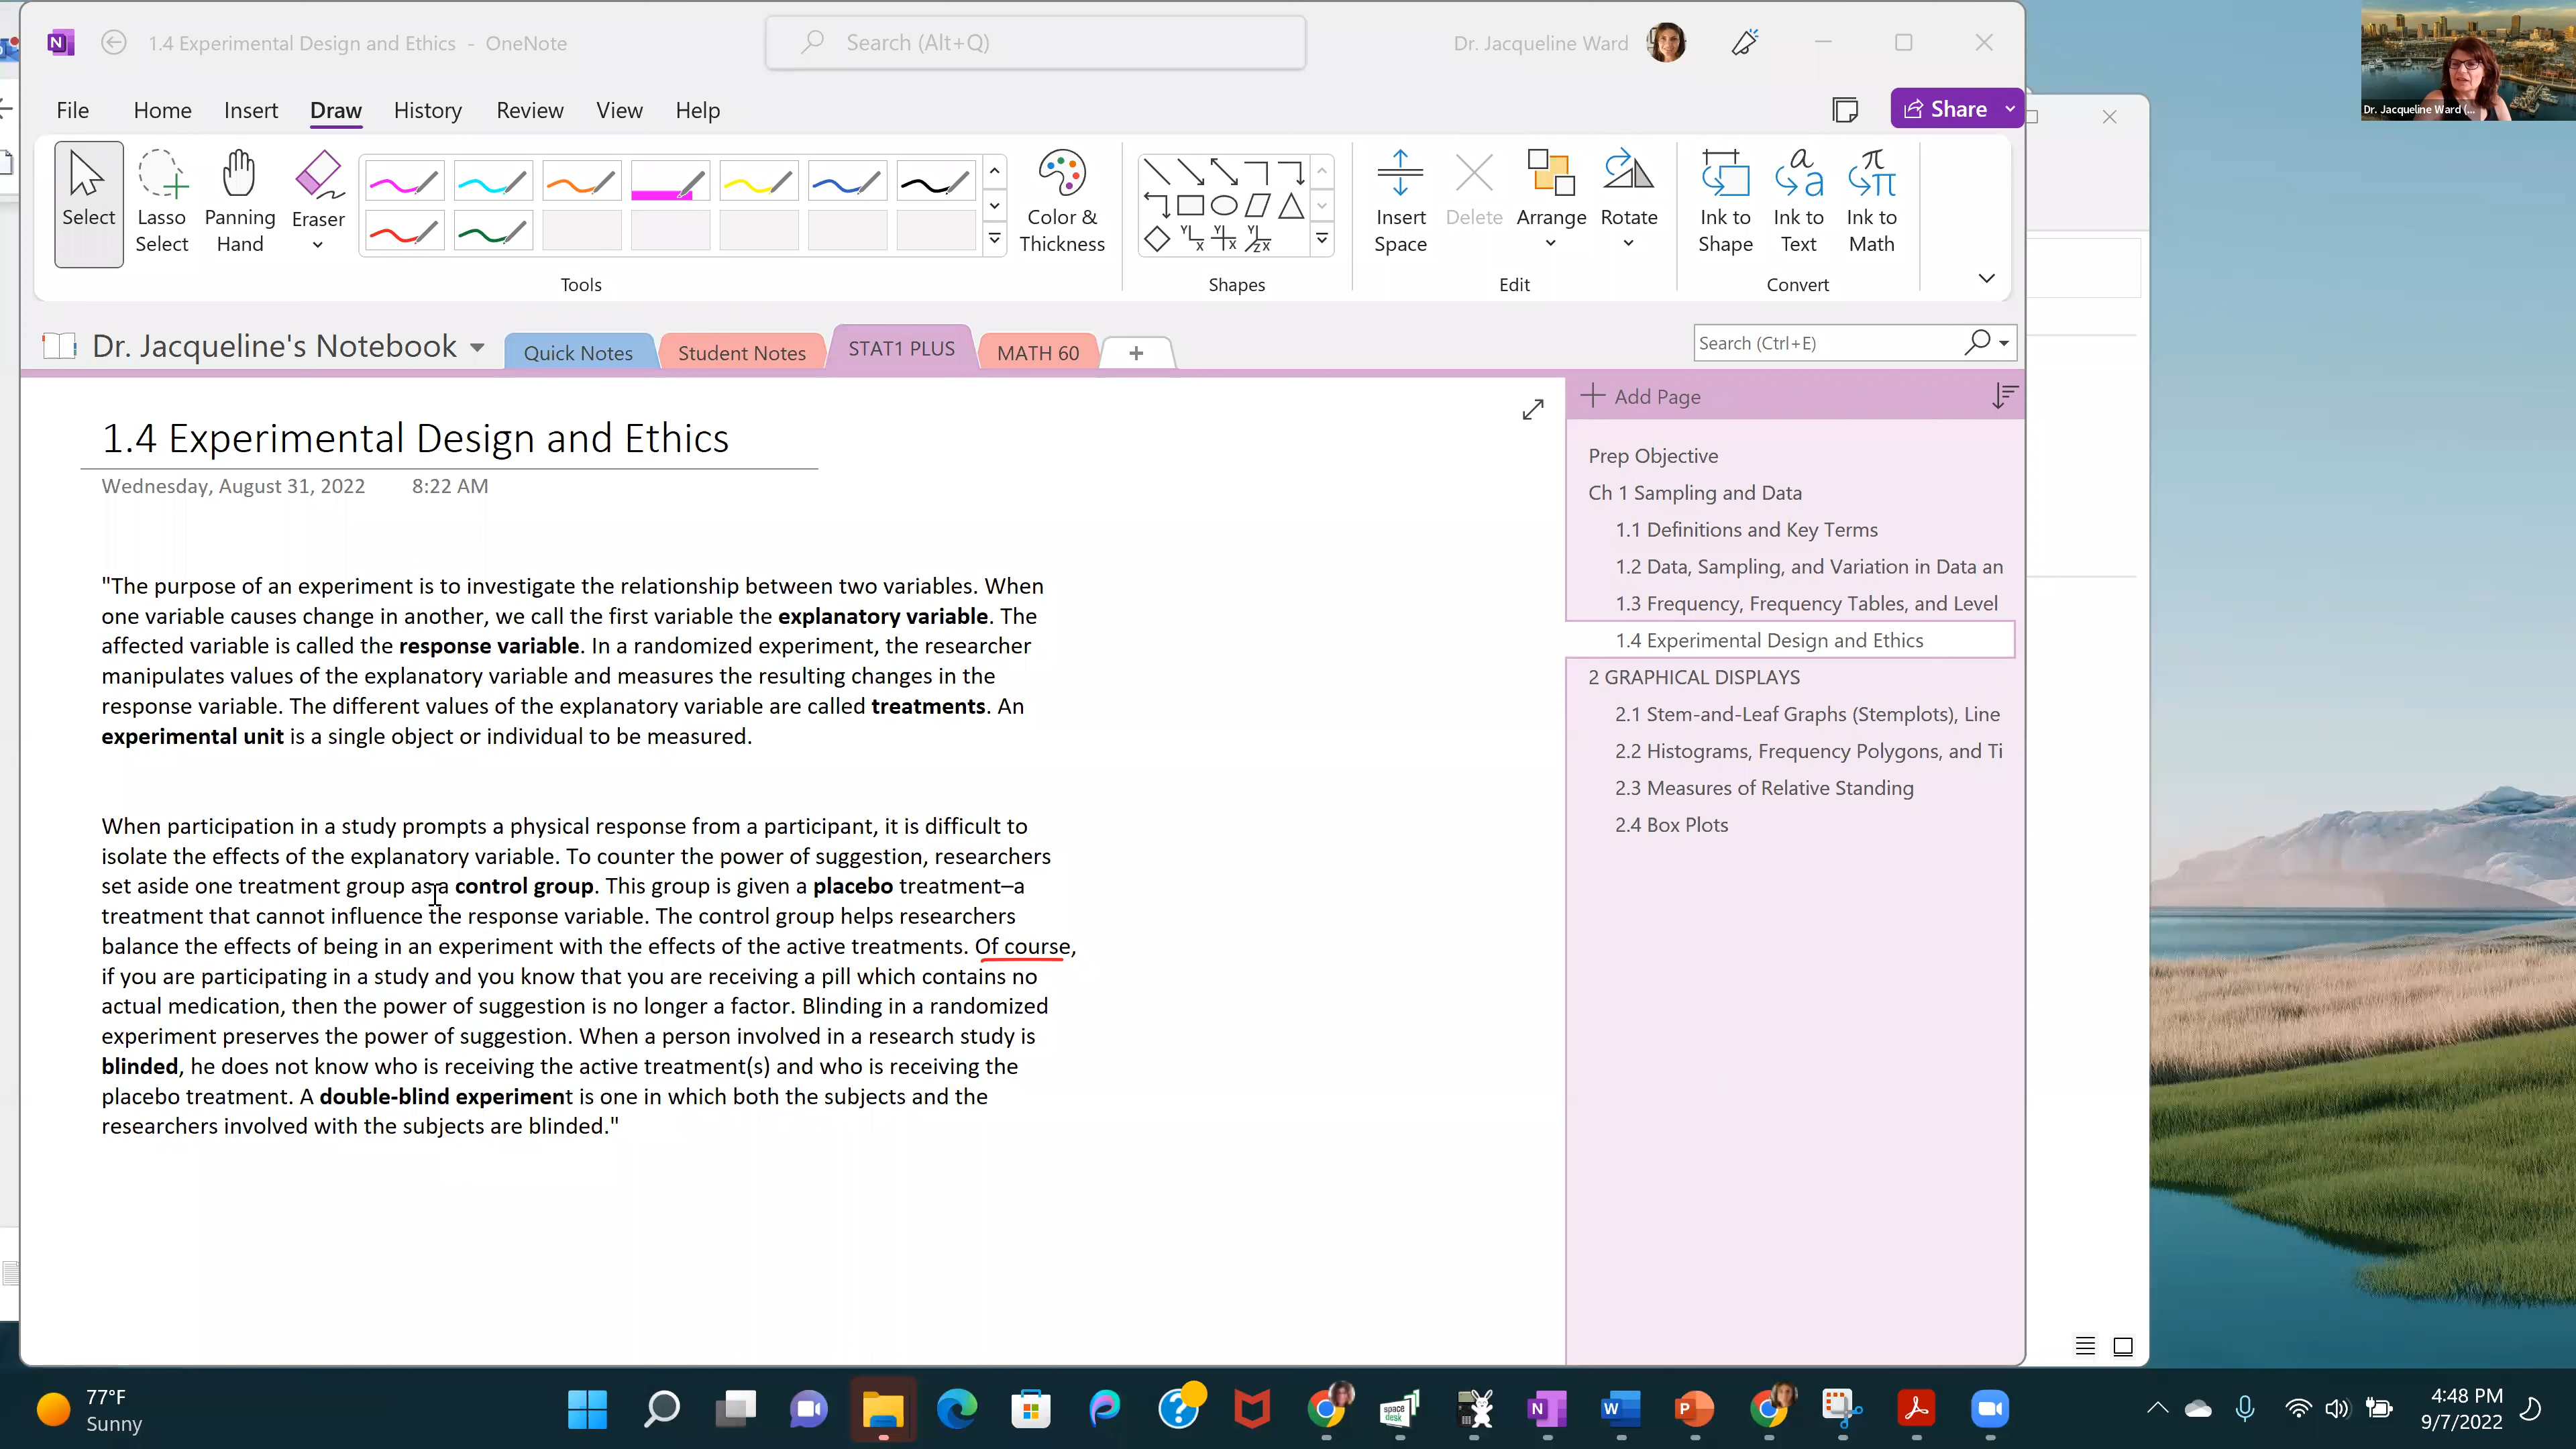 1.4 Experimental Design and Ethics - OneNote
Search (Alt+Q)
Dr. Jacqueline Ward
Dr. Jacqueline Ward (...
File Home Insert Draw History Review View Help
Share
Select
Lasso Select
Panning Hand
Eraser
Color & Thickness
Insert Space
Delete
Arrange
Rotate
Ink to Shape
Ink to Text
Ink to Math
Tools
Shapes
Edit
Convert
Dr. Jacqueline's Notebook
Quick Notes
Student Notes
STAT1 PLUS
MATH 60
Search (Ctrl+E)
1.4 Experimental Design and Ethics
Wednesday, August 31, 2022 8:22 AM
"The purpose of an experiment is to investigate the relationship between two variables. When
one variable causes change in another, we call the first variable the explanatory variable. The
affected variable is called the response variable. In a randomized experiment, the researcher
manipulates values of the explanatory variable and measures the resulting changes in the
response variable. The different values of the explanatory variable are called treatments. An
experimental unit is a single object or individual to be measured.
When participation in a study prompts a physical response from a participant, it is difficult to
isolate the effects of the explanatory variable. To counter the power of suggestion, researchers
set aside one treatment group as a control group. This group is given a placebo treatment–a
treatment that cannot influence the response variable. The control group helps researchers
balance the effects of being in an experiment with the effects of the active treatments. Of course,
if you are participating in a study and you know that you are receiving a pill which contains no
actual medication, then the power of suggestion is no longer a factor. Blinding in a randomized
experiment preserves the power of suggestion. When a person involved in a research study is
blinded, he does not know who is receiving the active treatment(s) and who is receiving the
placebo treatment. A double-blind experiment is one in which both the subjects and the
researchers involved with the subjects are blinded."
Add Page
Prep Objective
Ch 1 Sampling and Data
1.1 Definitions and Key Terms
1.2 Data, Sampling, and Variation in Data an
1.3 Frequency, Frequency Tables, and Level
1.4 Experimental Design and Ethics
2 GRAPHICAL DISPLAYS
2.1 Stem-and-Leaf Graphs (Stemplots), Line
2.2 Histograms, Frequency Polygons, and Ti
2.3 Measures of Relative Standing
2.4 Box Plots
77°F
Sunny
space desk
4:48 PM
9/7/2022